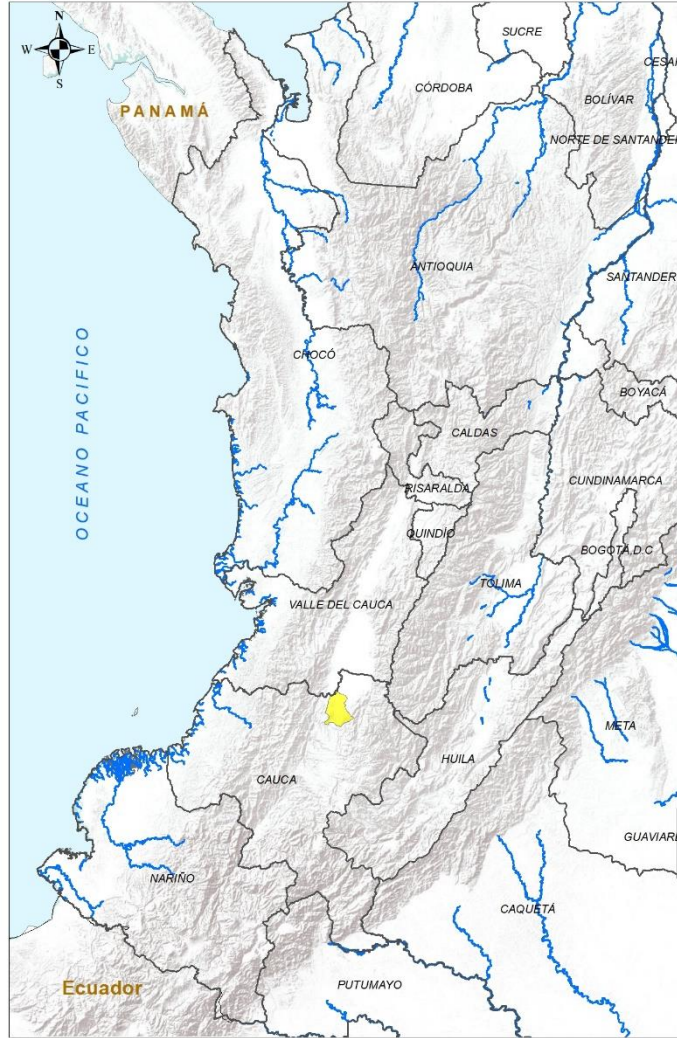 N
W
E
S
SUCRE
CESAR
CÓRDOBA
BOLÍVAR
PANAMÁ
NORTE DE SANTANDER
ANTIOQUIA
SANTANDER
CHOCÓ
OCEANO PACIFICO
BOYACÁ
CALDAS
CUNDINAMARCA
RISARALDA
QUINDÍO
BOGOTÁ, D.C
TOLIMA
VALLE DEL CAUCA
META
HUILA
CAUCA
GUAVIARE
NARIÑO
CAQUETÁ
Ecuador
PUTUMAYO